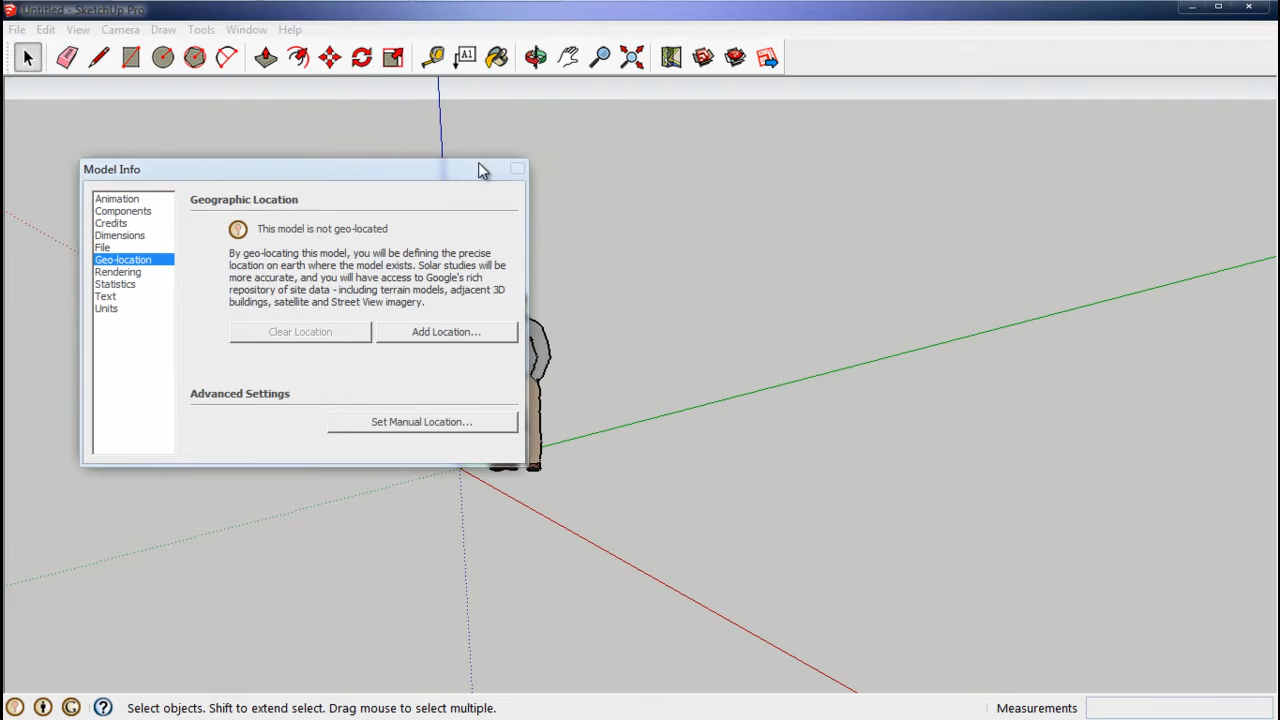 Untitled - SketchUp Pro
File Edit View Camera Draw Tools Window Help
A1
Model Info
Animation
Components
Credits
Dimensions
File
Geo-location
Rendering
Statistics
Text
Units
Geographic Location
This model is not geo-located
By geo-locating this model, you will be defining the precise
location on earth where the model exists. Solar studies will be
more accurate, and you will have access to Google's rich
repository of site data - including terrain models, adjacent 3D
buildings, satellite and Street View imagery.
Clear Location Add Location...
Advanced Settings
Set Manual Location...
Select objects. Shift to extend select. Drag mouse to select multiple. Measurements